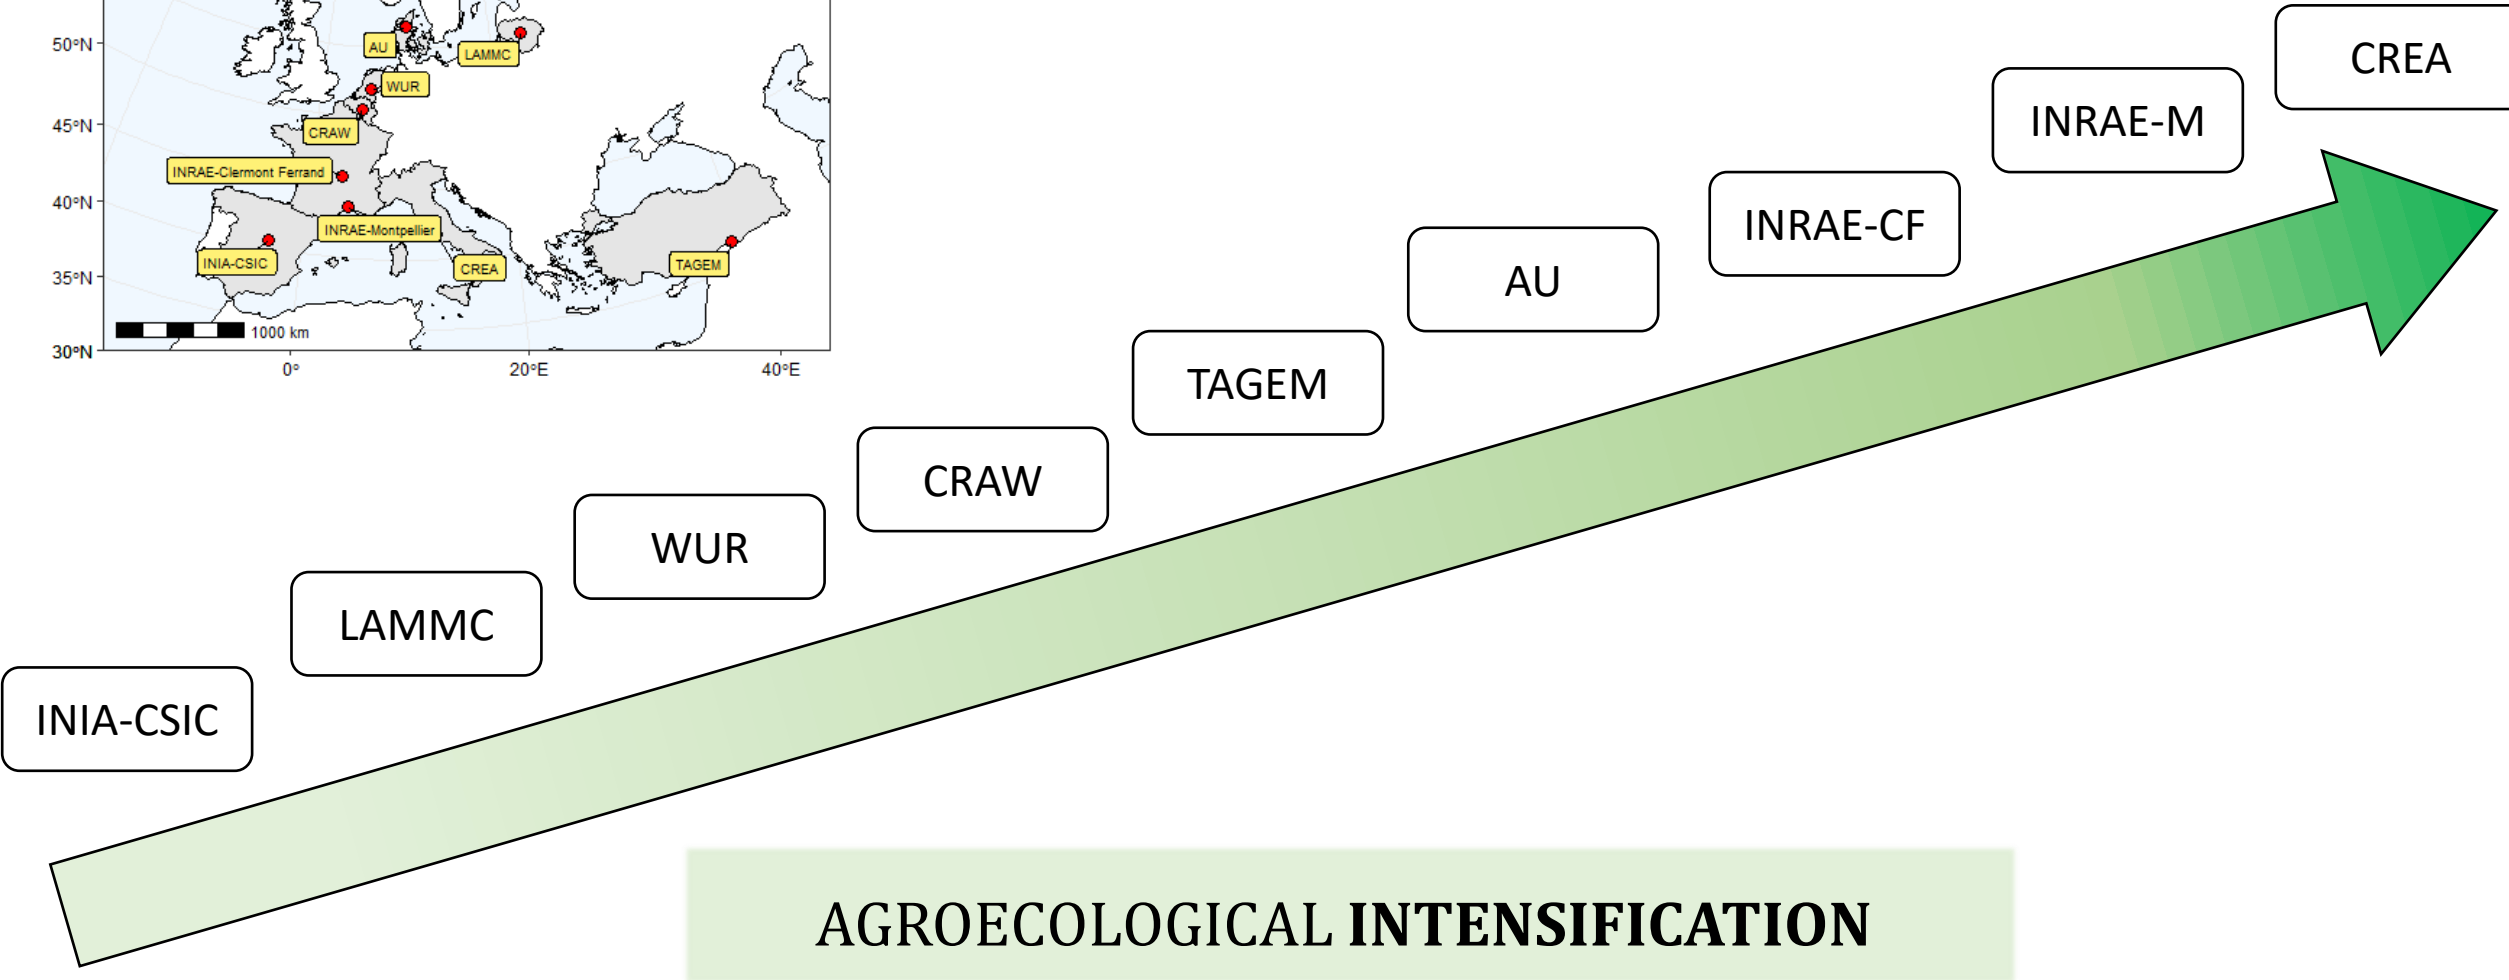 50°N
45°N
40°N
35°N
30°N
0°
20°E
40°E
1000 km
AU
LAMMC
WUR
CRAW
INRAE-Clermont Ferrand
INRAE-Montpellier
INIA-CSIC
CREA
TAGEM
CREA
INRAE-M
INRAE-CF
AU
TAGEM
CRAW
WUR
LAMMC
INIA-CSIC
AGROECOLOGICAL INTENSIFICATION